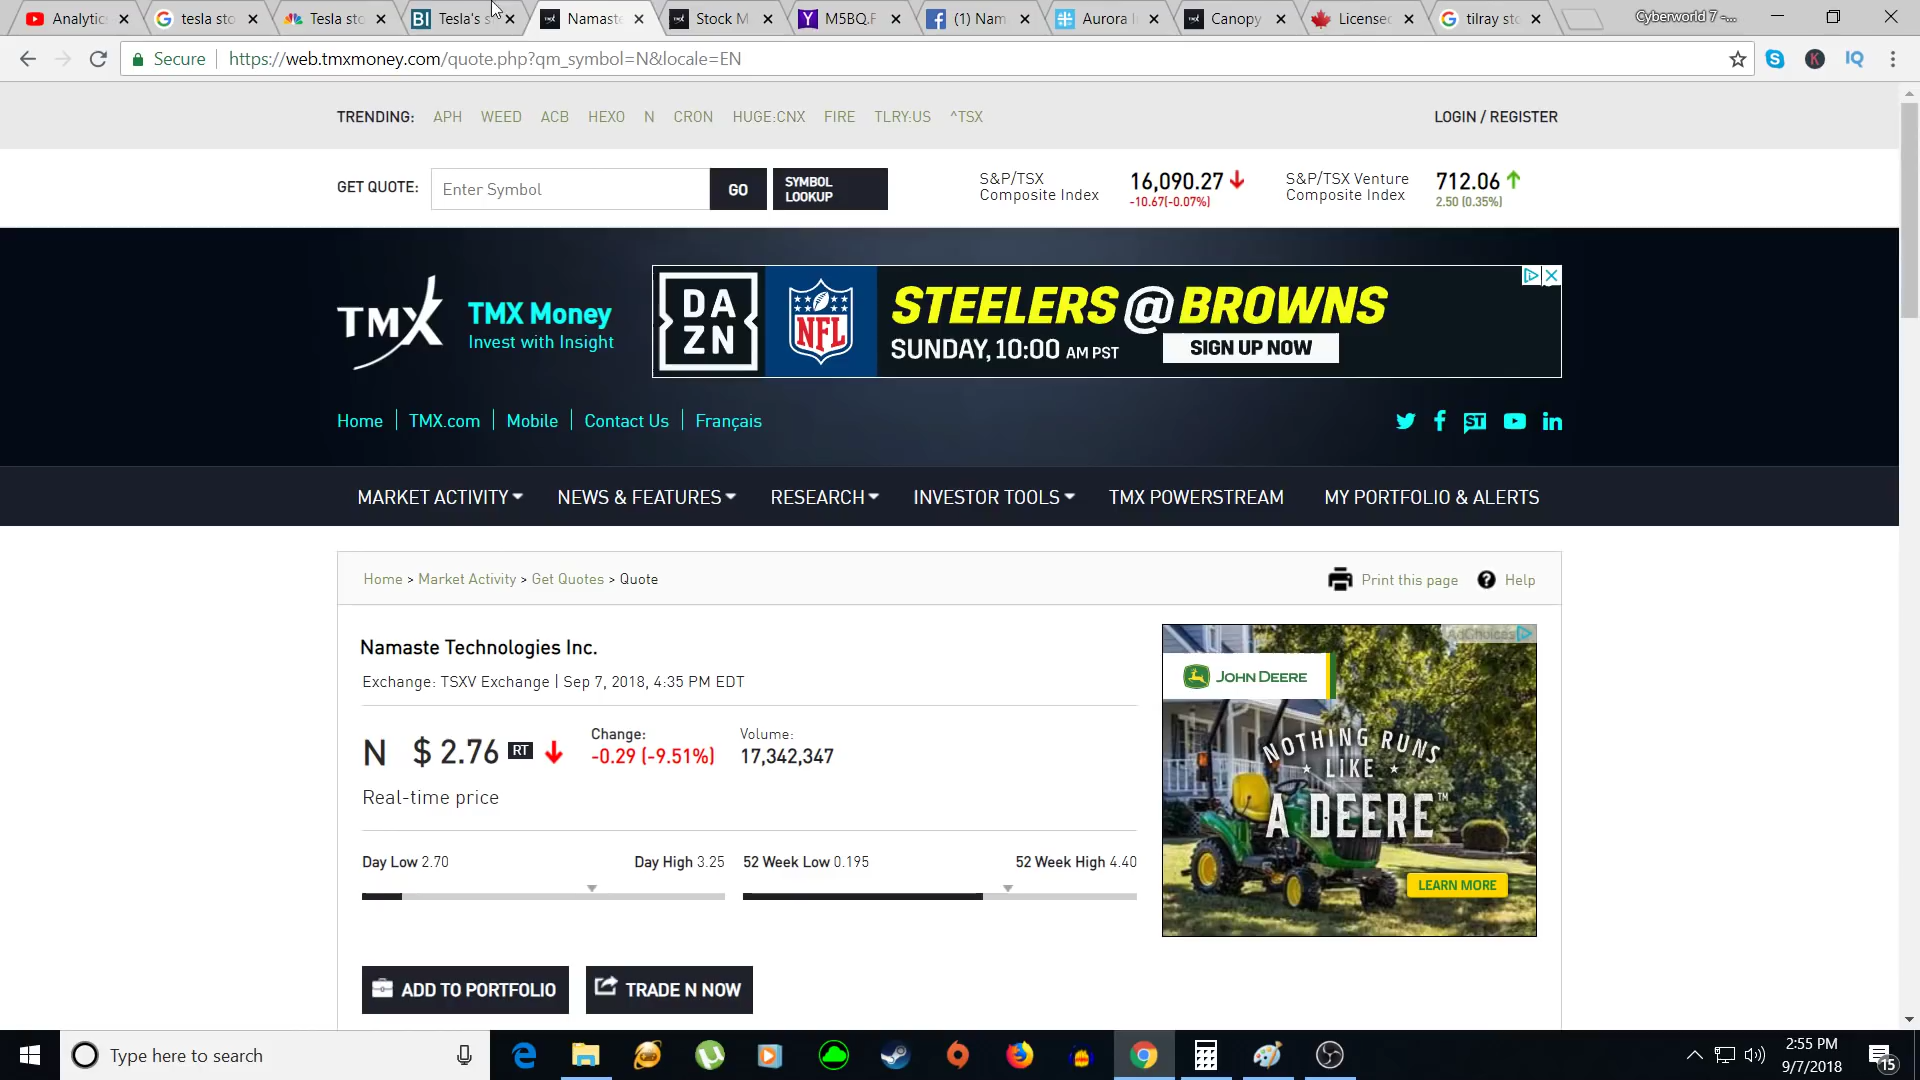 Analytic
tesla sto
Tesla sto
BI Tesla's s
Namaste
Stock M
M5BQ.F
(1) Nam
Aurora I
Canopy
Licensed
tilray sto
Cyberworld 7 -...
Secure
https://web.tmxmoney.com/quote.php?qm_symbol=N&locale=EN
K
IQ
TRENDING: APH WEED ACB HEXO N CRON HUGE:CNX FIRE TLRY:US ^TSX
LOGIN / REGISTER
GET QUOTE:
Enter Symbol
GO
SYMBOL
LOOKUP
S&P/TSX
Composite Index
16,090.27
-10.67(-0.07%)
S&P/TSX Venture
Composite Index
712.06
2.50 (0.35%)
TMX
TMX Money
Invest with Insight
DA
ZN
NFL
STEELERS@BROWNS
SUNDAY, 10:00 AM PST
SIGN UP NOW
Home
TMX.com
Mobile
Contact Us
Français
ST
MARKET ACTIVITY
NEWS & FEATURES
RESEARCH
INVESTOR TOOLS
TMX POWERSTREAM
MY PORTFOLIO & ALERTS
Home > Market Activity > Get Quotes > Quote
Print this page
Help
Namaste Technologies Inc.
Exchange: TSXV Exchange | Sep 7, 2018, 4:35 PM EDT
N $ 2.76 RT
Change:
-0.29 (-9.51%)
Volume:
17,342,347
Real-time price
Day Low 2.70
Day High 3.25
52 Week Low 0.195
52 Week High 4.40
ADD TO PORTFOLIO
TRADE N NOW
AdChoices
JOHN DEERE
NOTHING RUNS
LIKE
A DEERE™
LEARN MORE
Type here to search
2:55 PM
9/7/2018
15